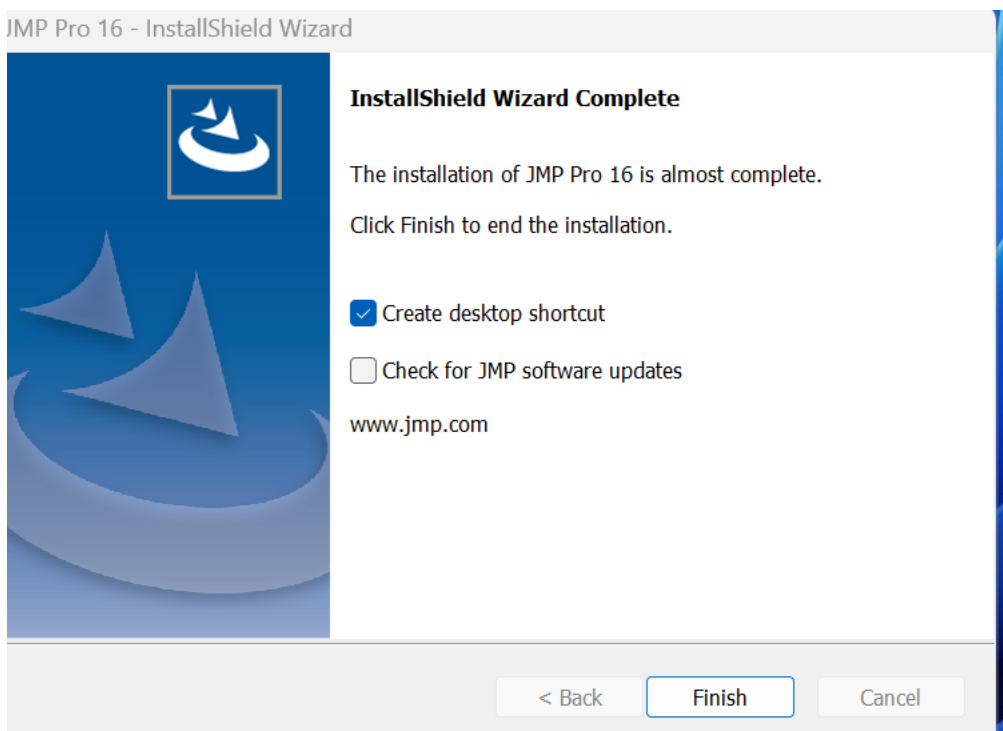 JMP Pro 16 - InstallShield Wizard
InstallShield Wizard Complete
The installation of JMP Pro 16 is almost complete.
Click Finish to end the installation.
Create desktop shortcut
Check for JMP software updates
www.jmp.com
< Back
Finish
Cancel